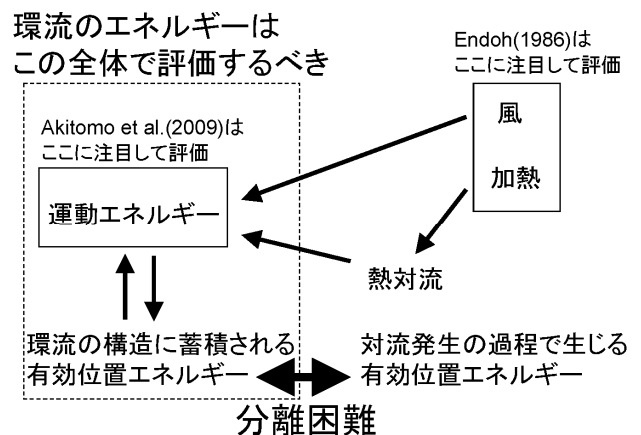 環流のエネルギーは
この全体で評価するべき
Endoh(1986)は
ここに注目して評価
Akitomo et al.(2009)は
ここに注目して評価
風
加熱
運動エネルギー
熱対流
環流の構造に蓄積される
有効位置エネルギー
対流発生の過程で生じる
有効位置エネルギー
分離困難